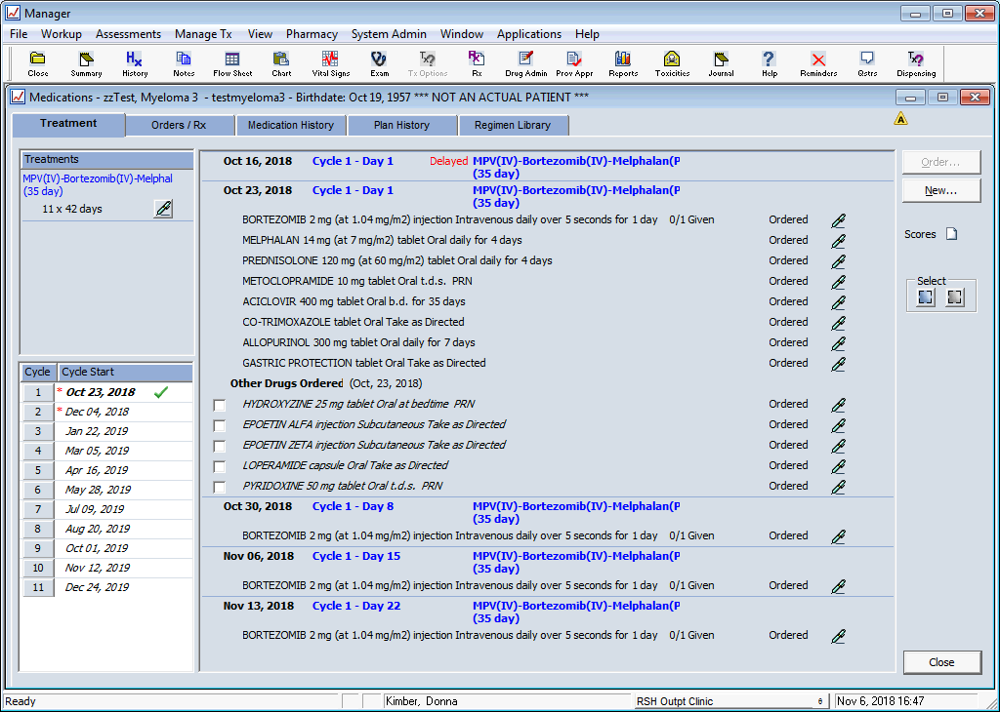 Manager
File Workup Assessments Manage Tx View Pharmacy System Admin Window Applications Help
Close Summary History Notes Flow Sheet Chart Vital Signs Exam Tx Options Rx Drug Admin Prov Appr Reports Toxicities Journal Help Reminders Qstrs Dispensing
Medications - zzTest, Myeloma 3 - testmyeloma3 - Birthdate: Oct 19, 1957 *** NOT AN ACTUAL PATIENT ***
Treatment Orders / Rx Medication History Plan History Regimen Library
Treatments
MPV(IV)-Bortezomib(IV)-Melphal
(35 day)
11 x 42 days
Cycle Cycle Start
1 * Oct 23, 2018
2 * Dec 04, 2018
3 Jan 22, 2019
4 Mar 05, 2019
5 Apr 16, 2019
6 May 28, 2019
7 Jul 09, 2019
8 Aug 20, 2019
9 Oct 01, 2019
10 Nov 12, 2019
11 Dec 24, 2019
Oct 16, 2018 Cycle 1 - Day 1 Delayed MPV(IV)-Bortezomib(IV)-Melphalan(P
(35 day)
Oct 23, 2018 Cycle 1 - Day 1 MPV(IV)-Bortezomib(IV)-Melphalan(P
(35 day)
BORTEZOMIB 2 mg (at 1.04 mg/m2) injection Intravenous daily over 5 seconds for 1 day 0/1 Given Ordered
MELPHALAN 14 mg (at 7 mg/m2) tablet Oral daily for 4 days Ordered
PREDNISOLONE 120 mg (at 60 mg/m2) tablet Oral daily for 4 days Ordered
METOCLOPRAMIDE 10 mg tablet Oral t.d.s. PRN Ordered
ACICLOVIR 400 mg tablet Oral b.d. for 35 days Ordered
CO-TRIMOXAZOLE tablet Oral Take as Directed Ordered
ALLOPURINOL 300 mg tablet Oral daily for 7 days Ordered
GASTRIC PROTECTION tablet Oral Take as Directed Ordered
Other Drugs Ordered (Oct, 23, 2018)
HYDROXYZINE 25 mg tablet Oral at bedtime PRN Ordered
EPOETIN ALFA injection Subcutaneous Take as Directed Ordered
EPOETIN ZETA injection Subcutaneous Take as Directed Ordered
LOPERAMIDE capsule Oral Take as Directed Ordered
PYRIDOXINE 50 mg tablet Oral t.d.s. PRN Ordered
Oct 30, 2018 Cycle 1 - Day 8 MPV(IV)-Bortezomib(IV)-Melphalan(P
(35 day)
BORTEZOMIB 2 mg (at 1.04 mg/m2) injection Intravenous daily over 5 seconds for 1 day 0/1 Given Ordered
Nov 06, 2018 Cycle 1 - Day 15 MPV(IV)-Bortezomib(IV)-Melphalan(P
(35 day)
BORTEZOMIB 2 mg (at 1.04 mg/m2) injection Intravenous daily over 5 seconds for 1 day 0/1 Given Ordered
Nov 13, 2018 Cycle 1 - Day 22 MPV(IV)-Bortezomib(IV)-Melphalan(P
(35 day)
BORTEZOMIB 2 mg (at 1.04 mg/m2) injection Intravenous daily over 5 seconds for 1 day 0/1 Given Ordered
Order...
New...
Scores
Select
Close
Ready Kimber, Donna RSH Outpt Clinic Nov 6, 2018 16:47